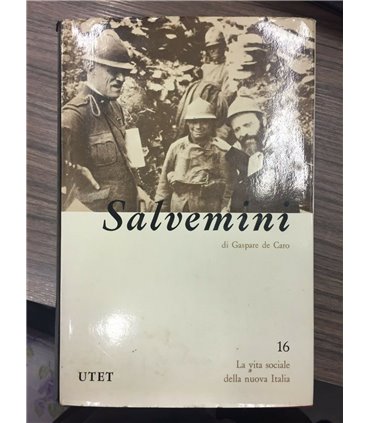 Salvemini
di Gaspare de Caro
16
La vita sociale
della nuova Italia
UTET